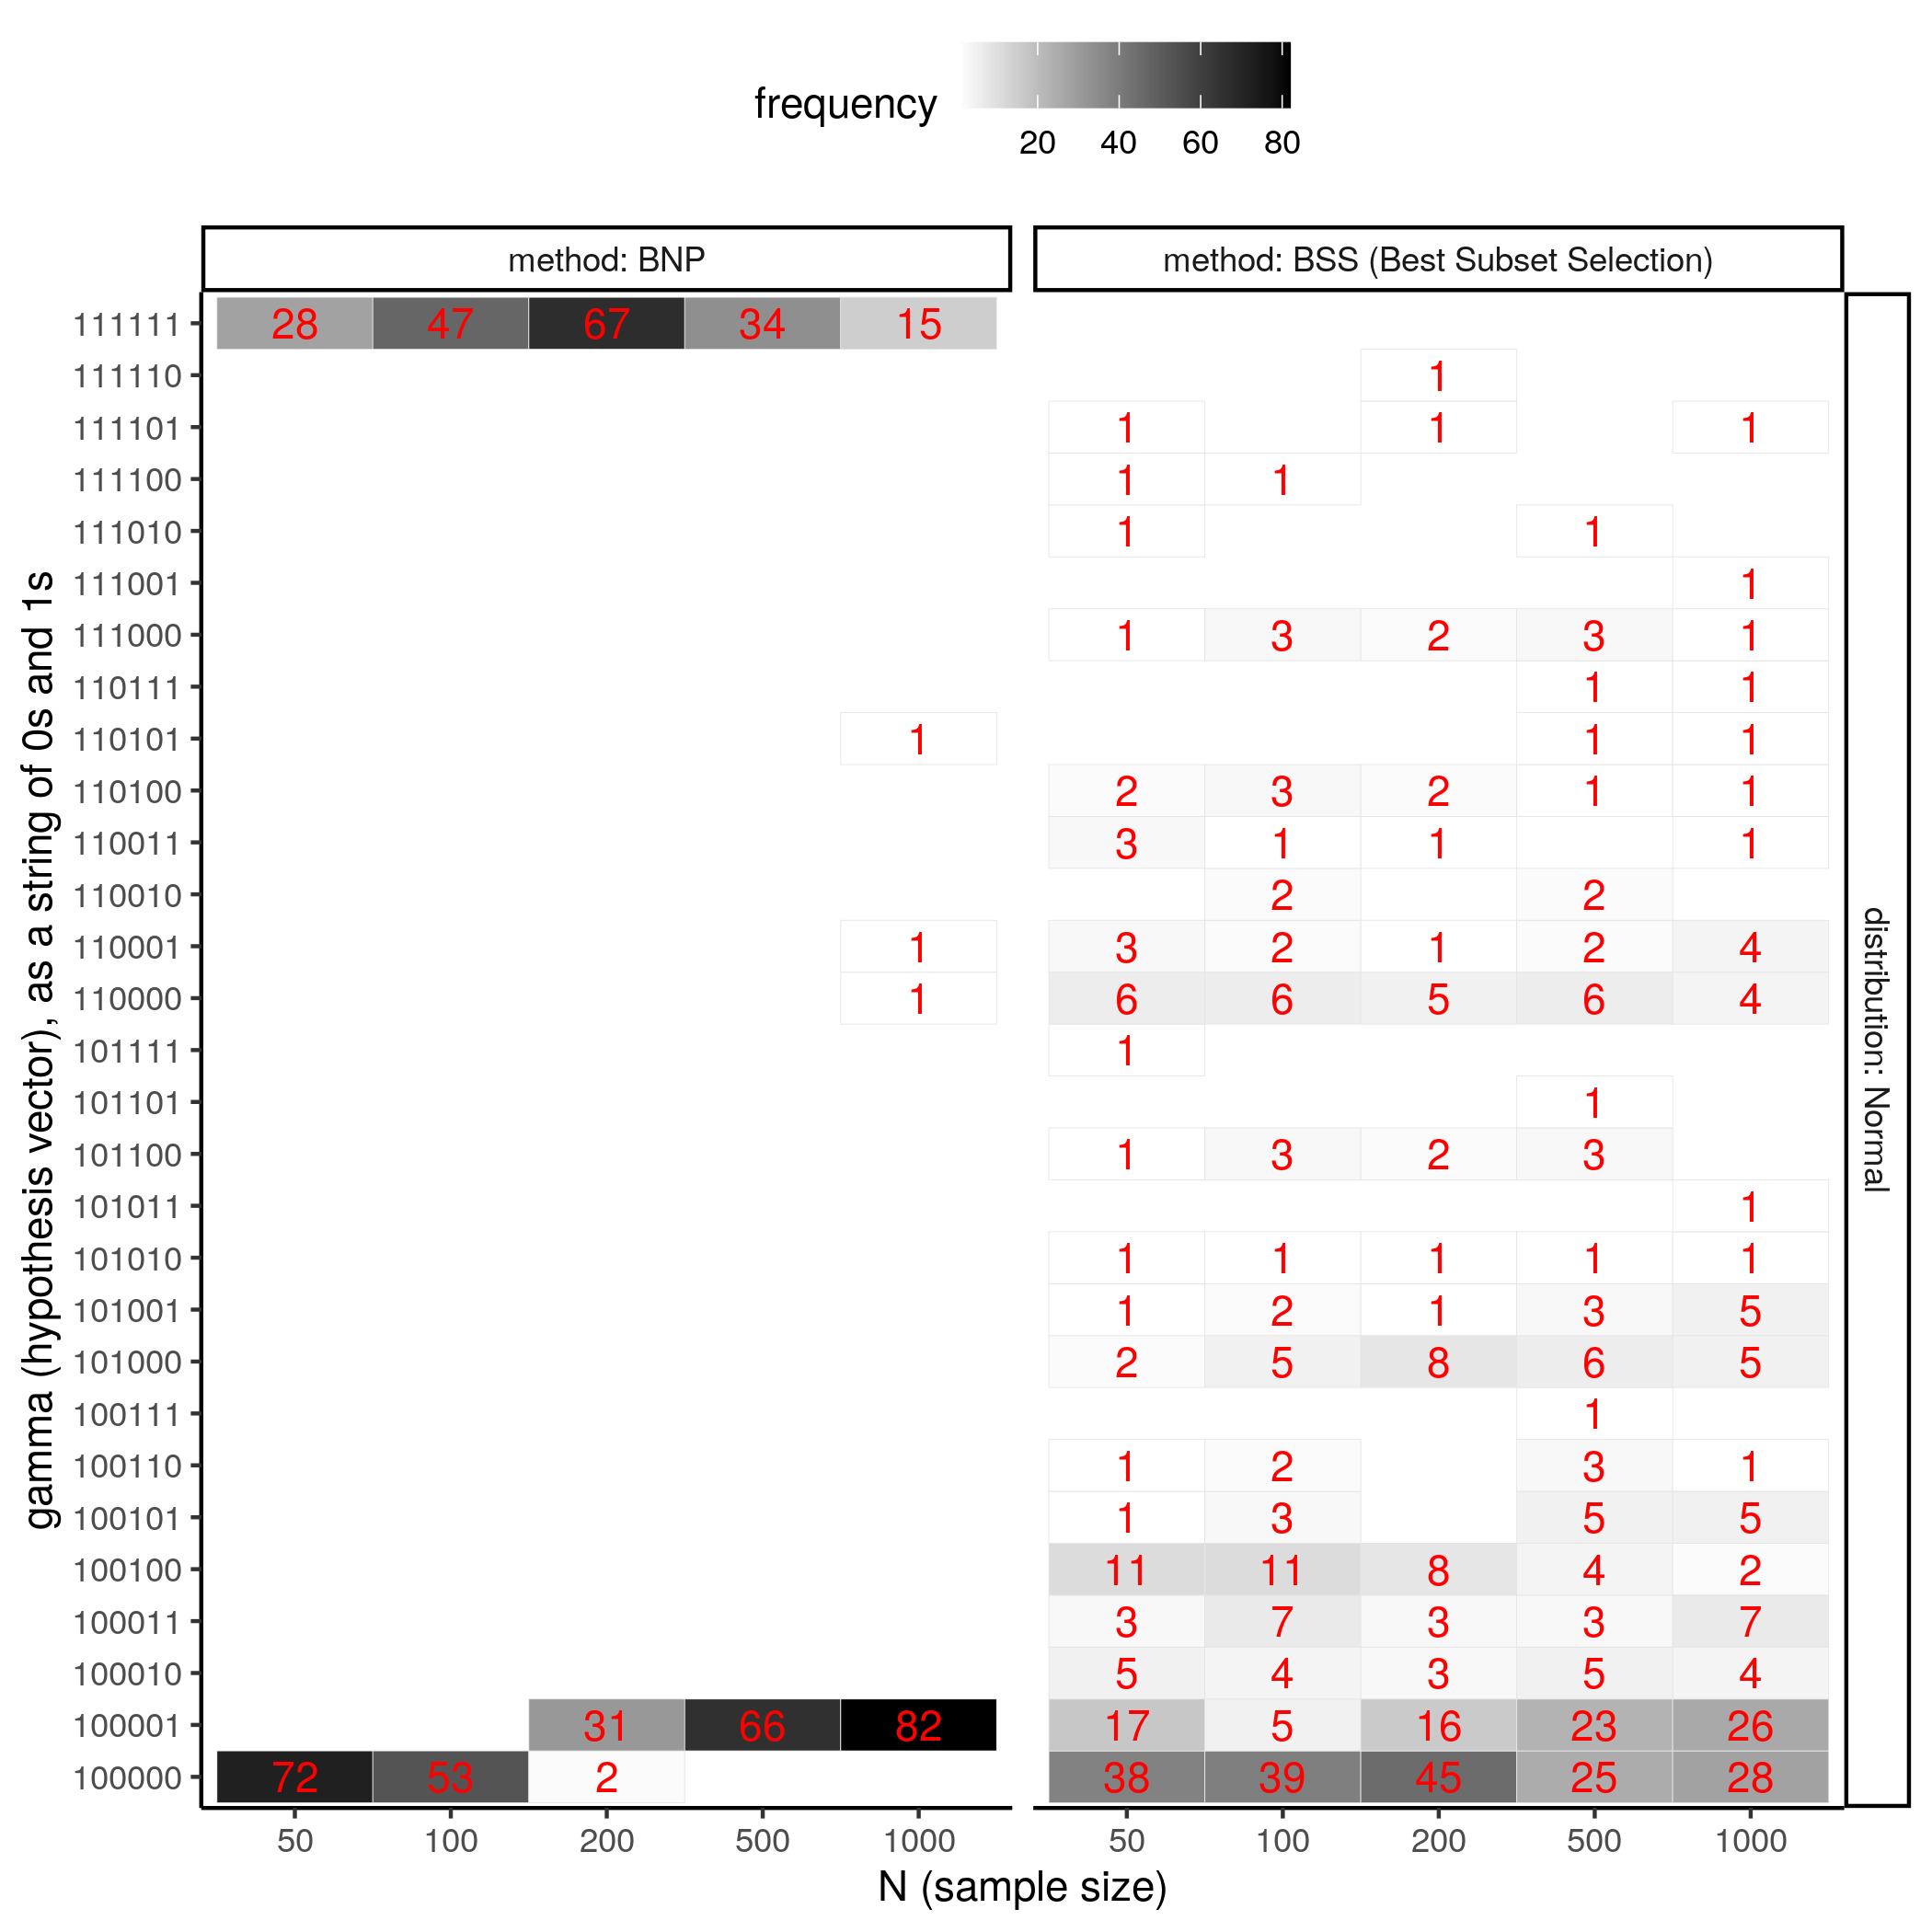 frequency
20 40 60 80
method: BNP
method: BSS (Best Subset Selection)
gamma (hypothesis vector), as a string of 0s and 1s
distribution: Normal
111111 28 47 67 34 15
111110 1
111101 1 1 1
111100 1 1
111010 1 1
111001 1
111000 1 3 2 3 1
110111 1 1
110101 1 1 1
110100 2 3 2 1 1
110011 3 1 1 1
110010 2 2
110001 1 3 2 1 2 4
110000 1 6 6 5 6 4
101111 1
101101 1
101100 1 3 2 3
101011 1
101010 1 1 1 1 1
101001 1 2 1 3 5
101000 2 5 8 6 5
100111 1
100110 1 2 3 1
100101 1 3 5 5
100100 11 11 8 4 2
100011 3 7 3 3 7
100010 5 4 3 5 4
100001 31 66 82 17 5 16 23 26
100000 72 53 2 38 39 45 25 28
50 100 200 500 1000 50 100 200 500 1000
N (sample size)